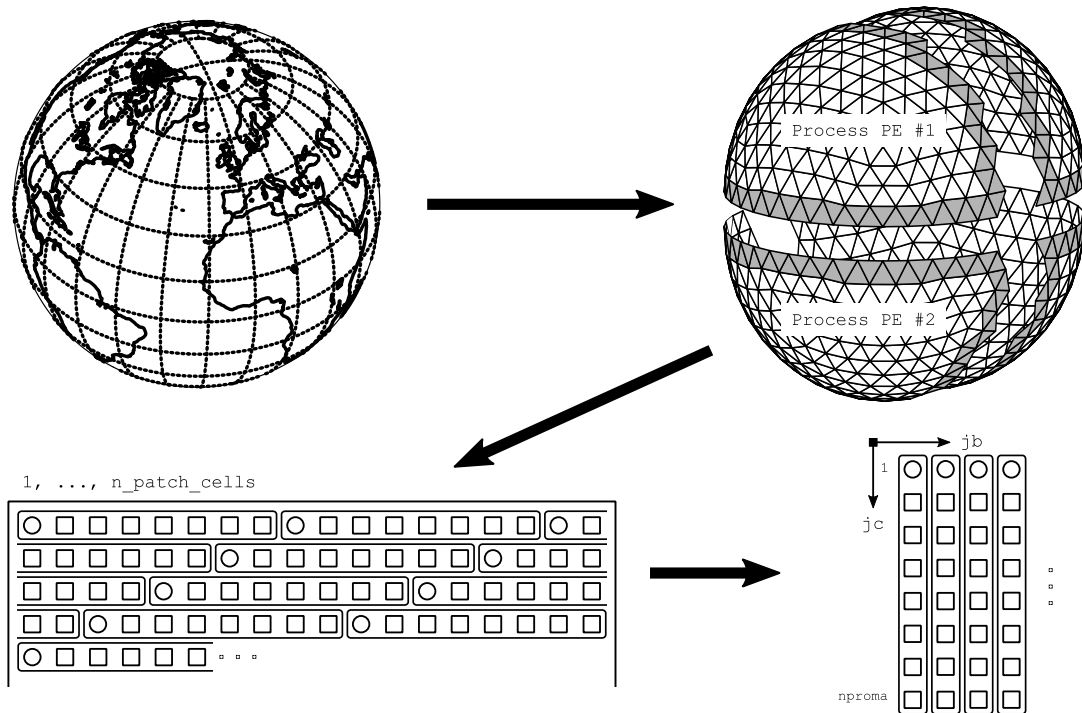 Process PE #1
Process PE #2
1, ..., n_patch_cells
jb
1
jc
nproma